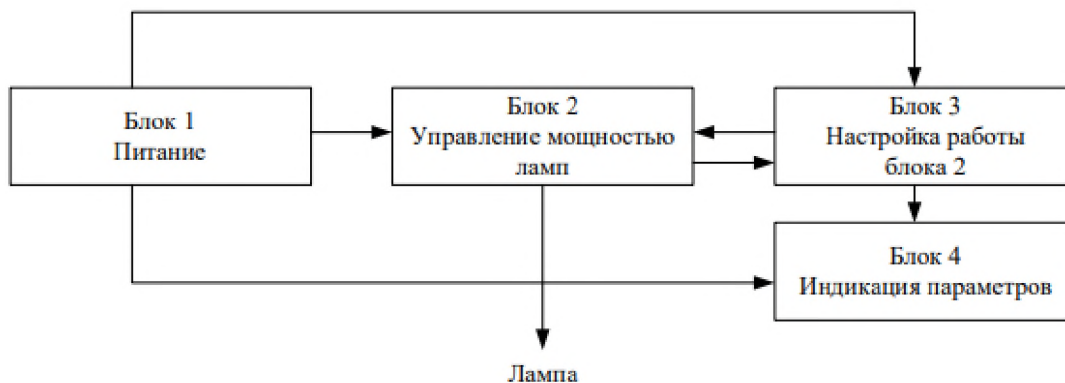 Блок 1
Питание
Блок 2
Управление мощностью
ламп
Блок 3
Настройка работы
блока 2
Блок 4
Индикация параметров
Лампа